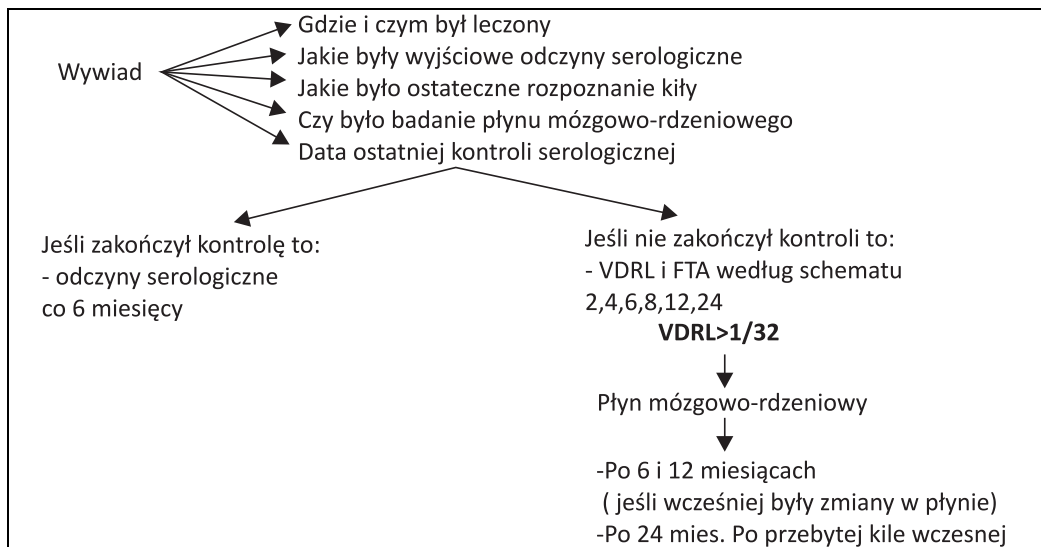 Wywiad
Gdzie i czym był leczony
Jakie były wyjściowe odczyny serologiczne
Jakie było ostateczne rozpoznanie kiły
Czy było badanie płynu mózgowo-rdzeniowego
Data ostatniej kontroli serologicznej
Jeśli zakończył kontrolę to:
- odczyny serologiczne
co 6 miesięcy
Jeśli nie zakończył kontroli to:
- VDRL i FTA według schematu
2,4,6,8,12,24
VDRL>1/32
Płyn mózgowo-rdzeniowy
-Po 6 i 12 miesiącach
( jeśli wcześniej były zmiany w płynie)
-Po 24 mies. Po przebytej kile wczesnej